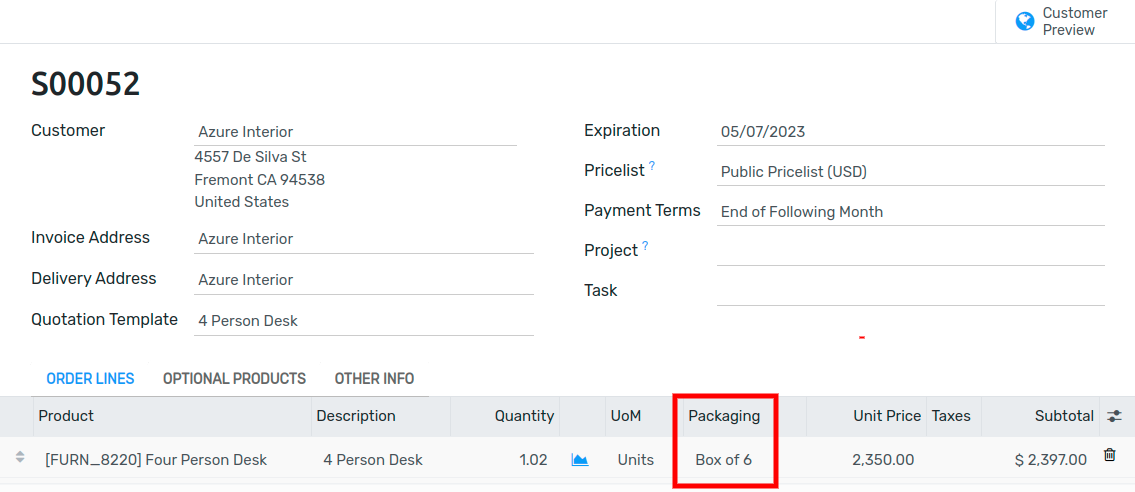 Customer
Preview
S00052
Customer Azure Interior
4557 De Silva St
Fremont CA 94538
United States
Invoice Address Azure Interior
Delivery Address Azure Interior
Quotation Template 4 Person Desk
Expiration 05/07/2023
Pricelist ? Public Pricelist (USD)
Payment Terms End of Following Month
Project ?
Task
ORDER LINES OPTIONAL PRODUCTS OTHER INFO
Product Description Quantity UoM Packaging Unit Price Taxes Subtotal
[FURN_8220] Four Person Desk 4 Person Desk 1.02 Units Box of 6 2,350.00 $ 2,397.00